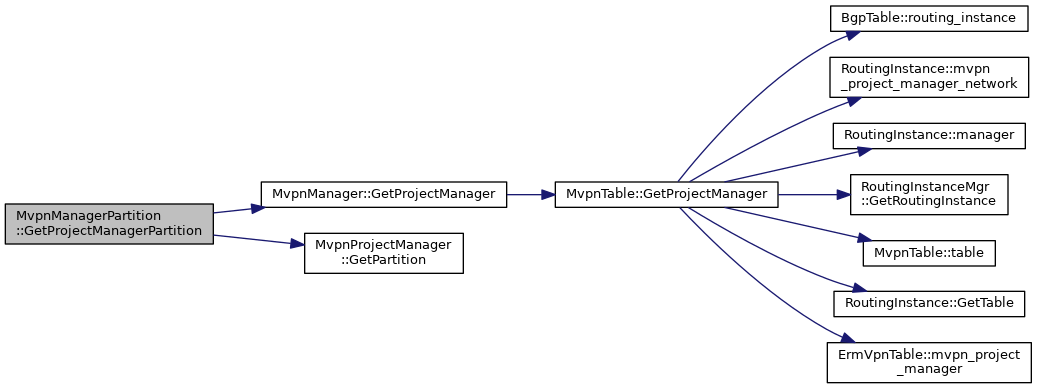 MvpnManagerPartition
::GetProjectManagerPartition
MvpnManager::GetProjectManager
MvpnProjectManager
::GetPartition
MvpnTable::GetProjectManager
BgpTable::routing_instance
RoutingInstance::mvpn
_project_manager_network
RoutingInstance::manager
RoutingInstanceMgr
::GetRoutingInstance
MvpnTable::table
RoutingInstance::GetTable
ErmVpnTable::mvpn_project
_manager